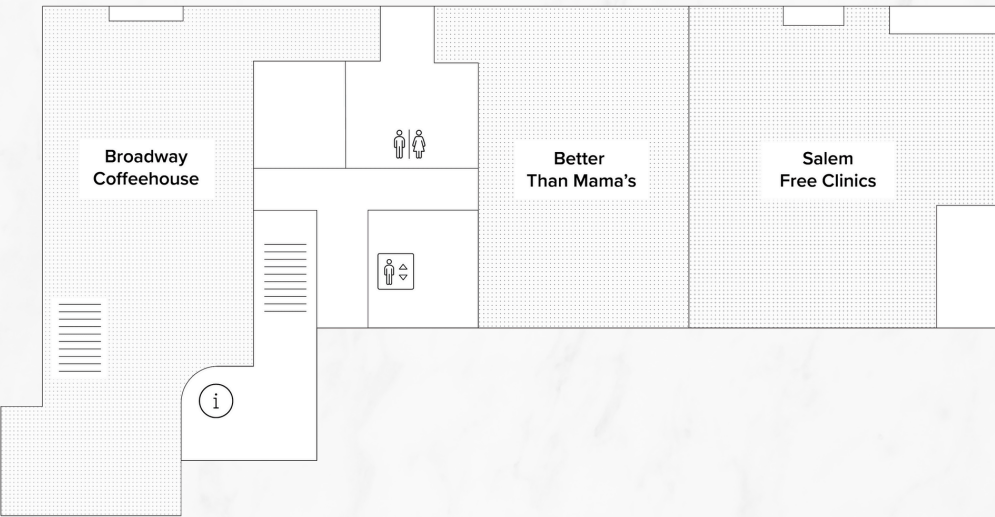 Broadway
Coffeehouse
Better
Than Mama's
Salem
Free Clinics
i